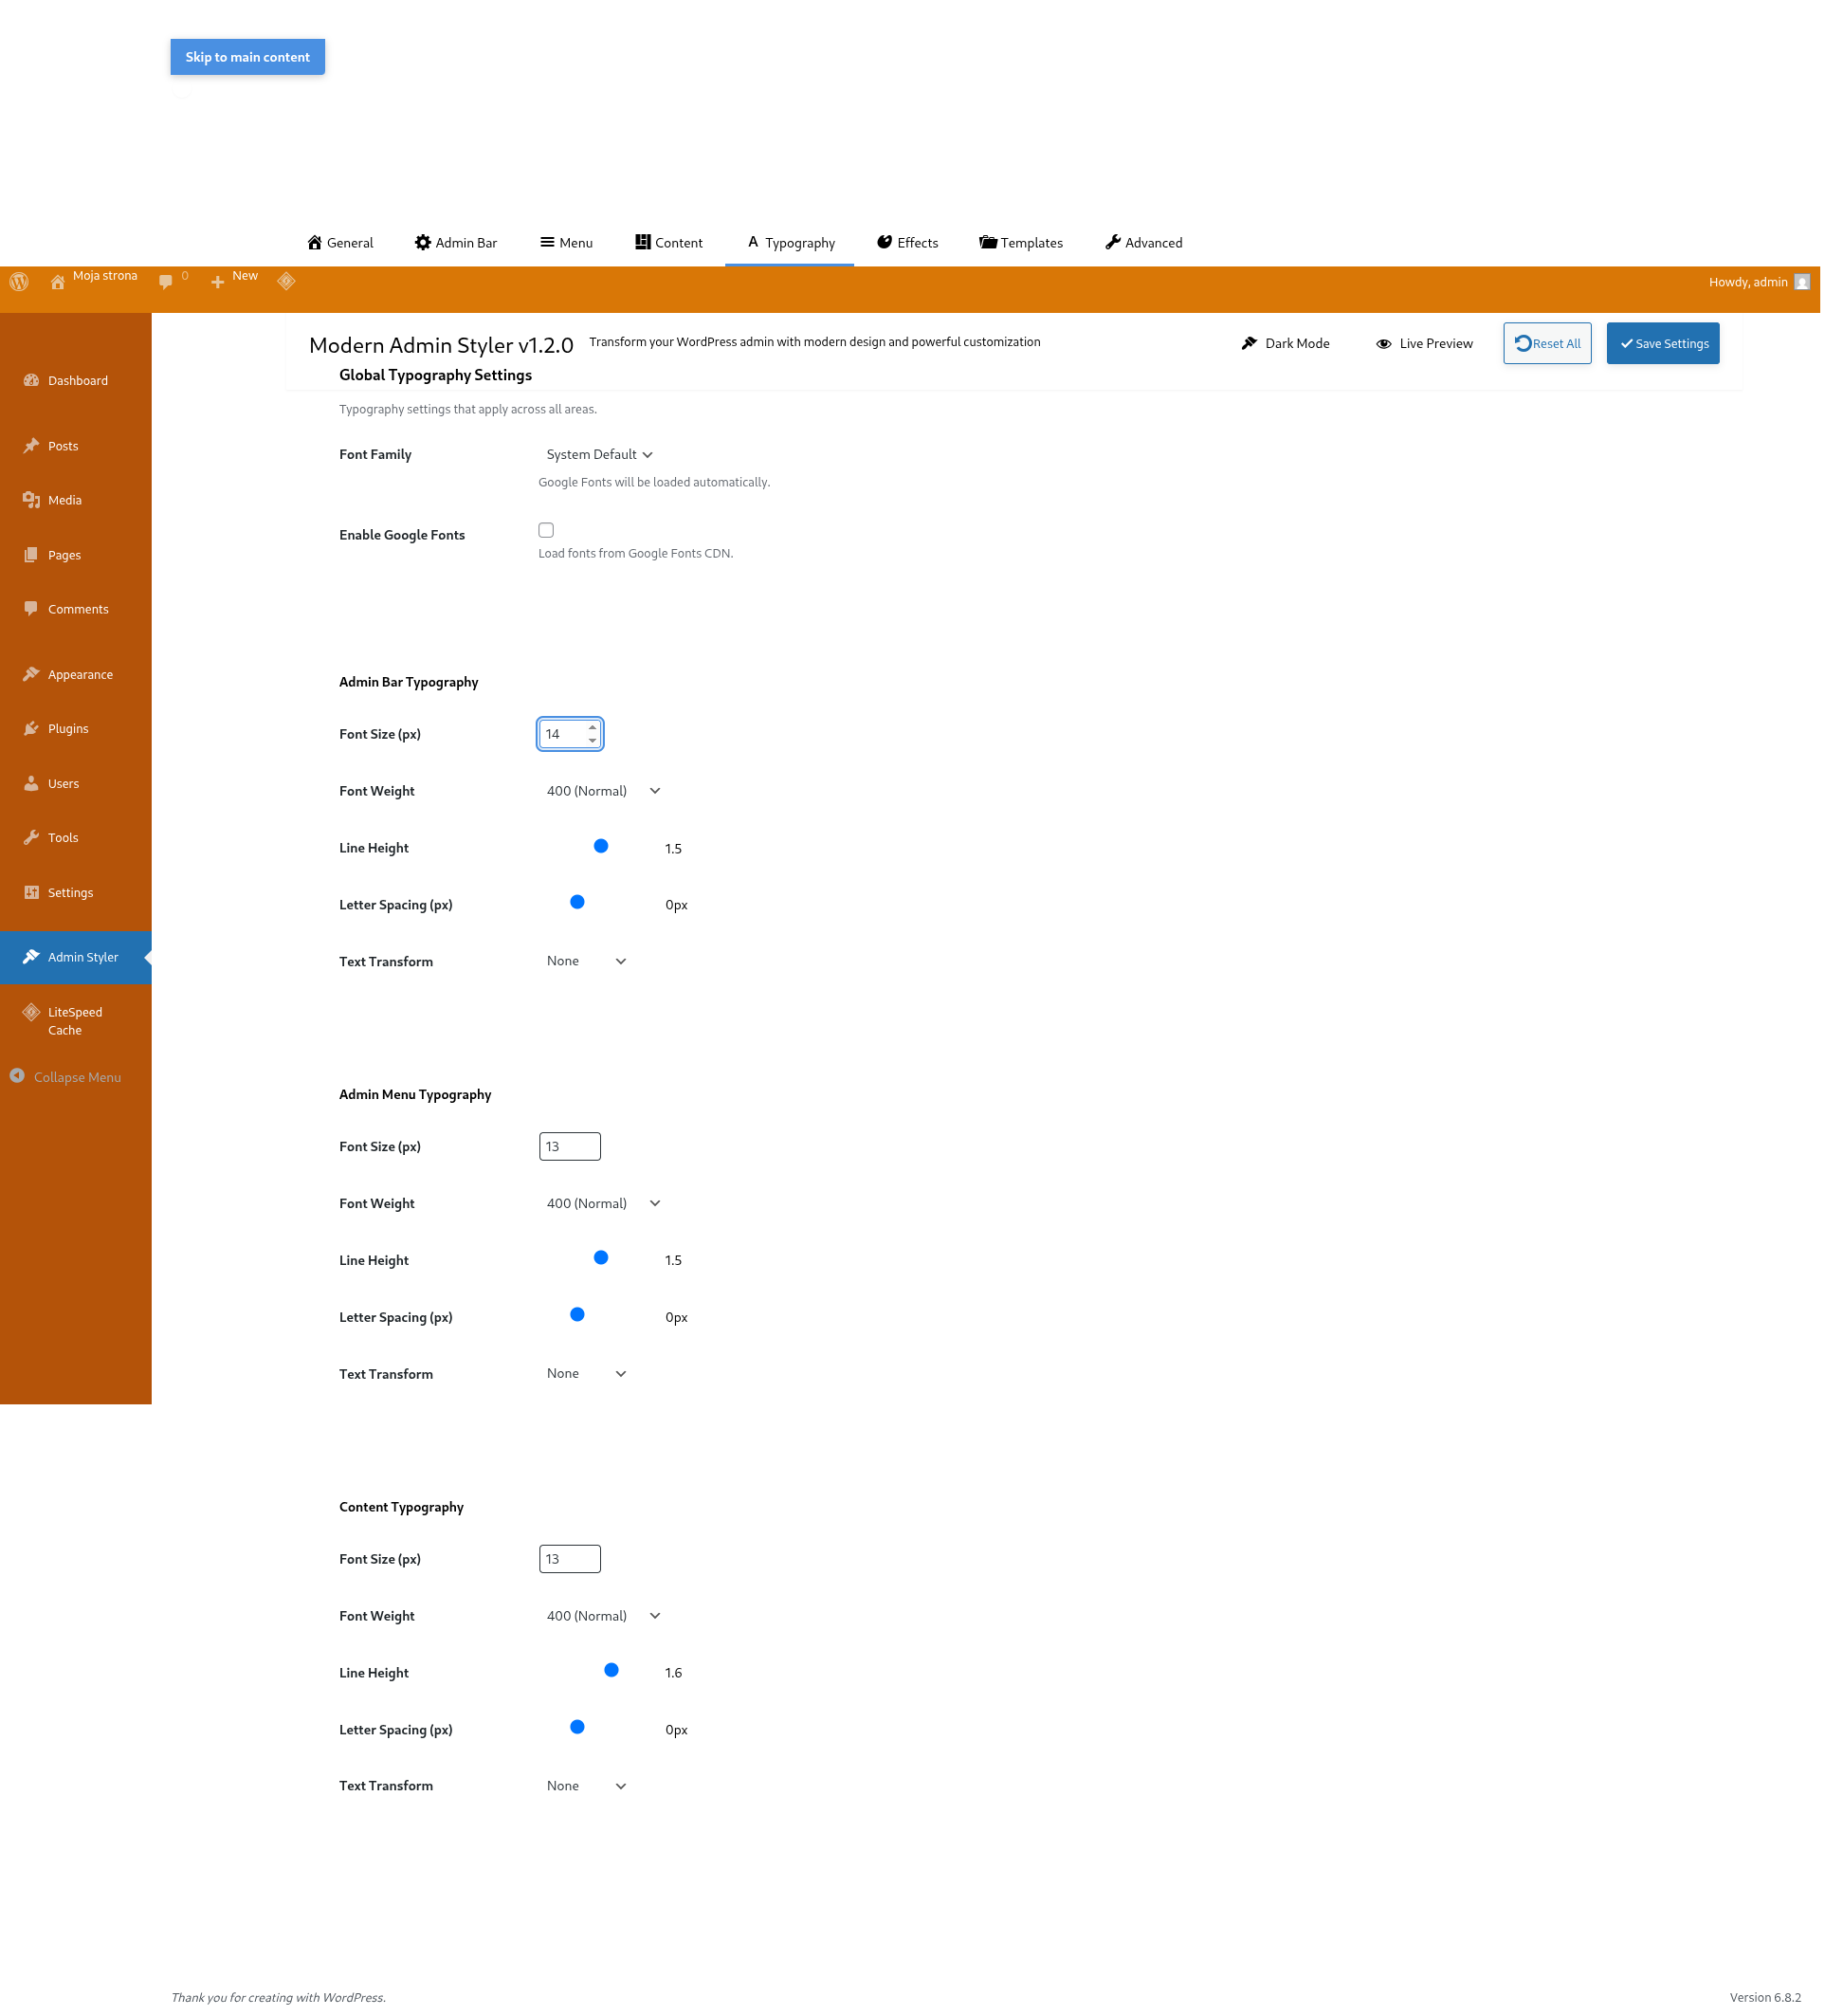 Skip to main content
General
Admin Bar
Menu
Content
Typography
Effects
Templates
Advanced
Moja strona
0
New
Howdy, admin
Dashboard
Posts
Media
Pages
Comments
Appearance
Plugins
Users
Tools
Settings
Admin Styler
LiteSpeed
Cache
Collapse Menu
Modern Admin Styler v1.2.0
Transform your WordPress admin with modern design and powerful customization
Dark Mode
Live Preview
Reset All
Save Settings
Global Typography Settings
Typography settings that apply across all areas.
Font Family
System Default
Google Fonts will be loaded automatically.
Enable Google Fonts
Load fonts from Google Fonts CDN.
Admin Bar Typography
Font Size (px)
14
Font Weight
400 (Normal)
Line Height
1.5
Letter Spacing (px)
0px
Text Transform
None
Admin Menu Typography
Font Size (px)
13
Font Weight
400 (Normal)
Line Height
1.5
Letter Spacing (px)
0px
Text Transform
None
Content Typography
Font Size (px)
13
Font Weight
400 (Normal)
Line Height
1.6
Letter Spacing (px)
0px
Text Transform
None
Thank you for creating with WordPress.
Version 6.8.2